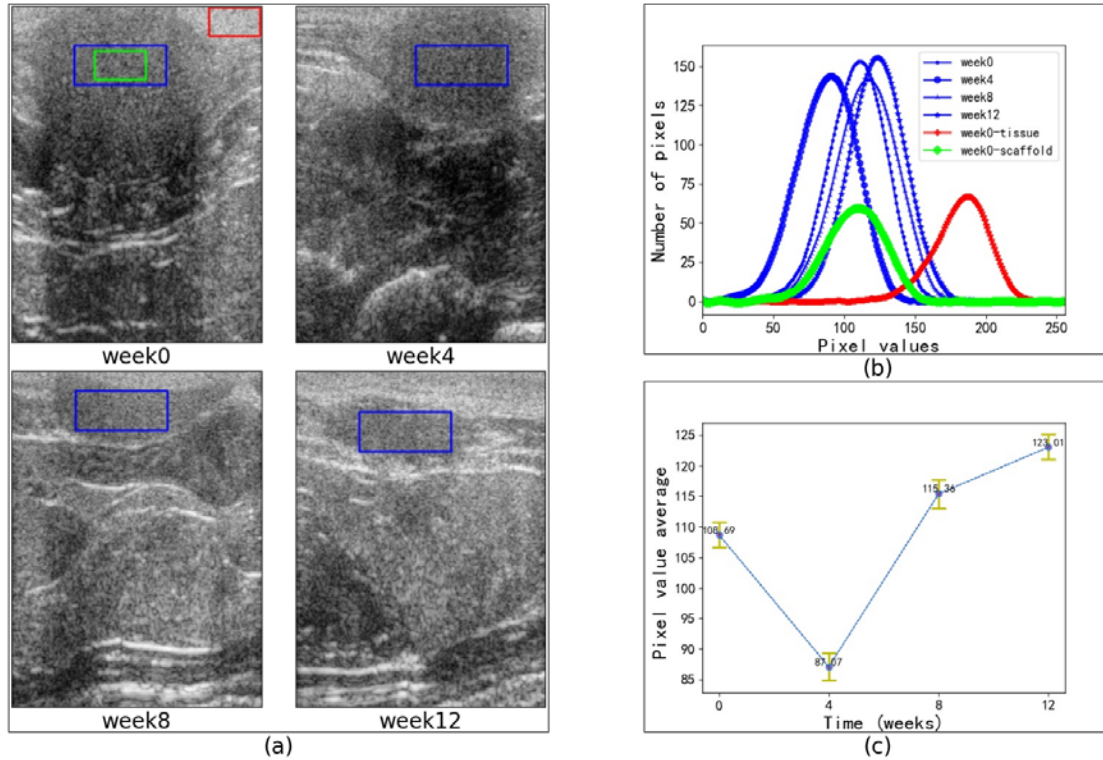 week0
week4
week8
week12
(a)
Number of pixels
150
125
100
75
50
25
0
week0
week4
week8
week12
week0-tissue
week0-scaffold
0 50 100 150 200 250
Pixel values
(b)
Pixel value average
125
120
115
110
105
100
95
90
85
108.69
87.07
115.36
123.01
0 4 8 12
Time (weeks)
(c)